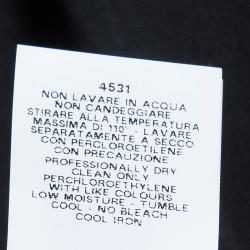 4531
NON LAVARE IN ACQUA
NON CANDEGGIARE
STIRARE ALLA TEMPERATURA
MASSIMA DI 110° - LAVARE
SEPARATAMENTE A SECCO
CON PERCLOROETILENE
CON PRECAUZIONE
PROFESSIONALLY DRY
CLEAN ONLY
PERCHLOROETHYLENE
WITH LIKE COLOURS
LOW MOISTURE - TUMBLE
COOL - NO BLEACH
COOL IRON